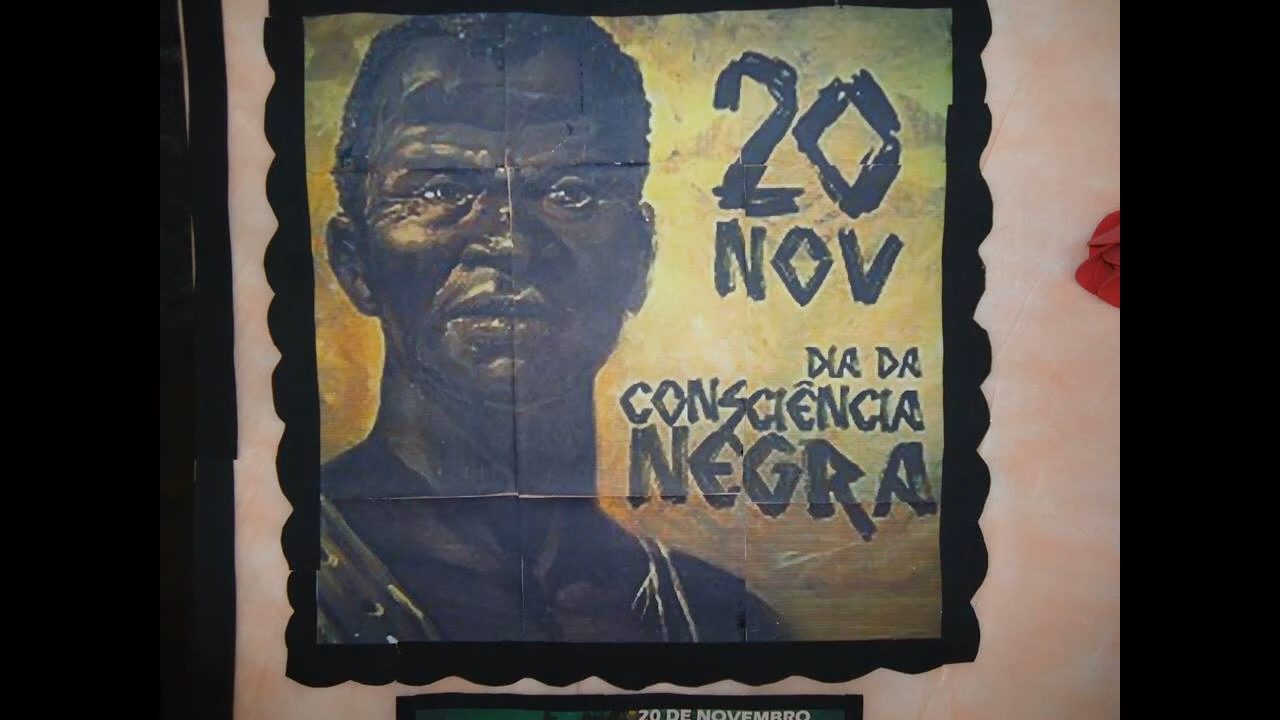 20
NOV
DIA DA
CONSCIÊNCIA
NEGRA
20 DE NOVEMBRO